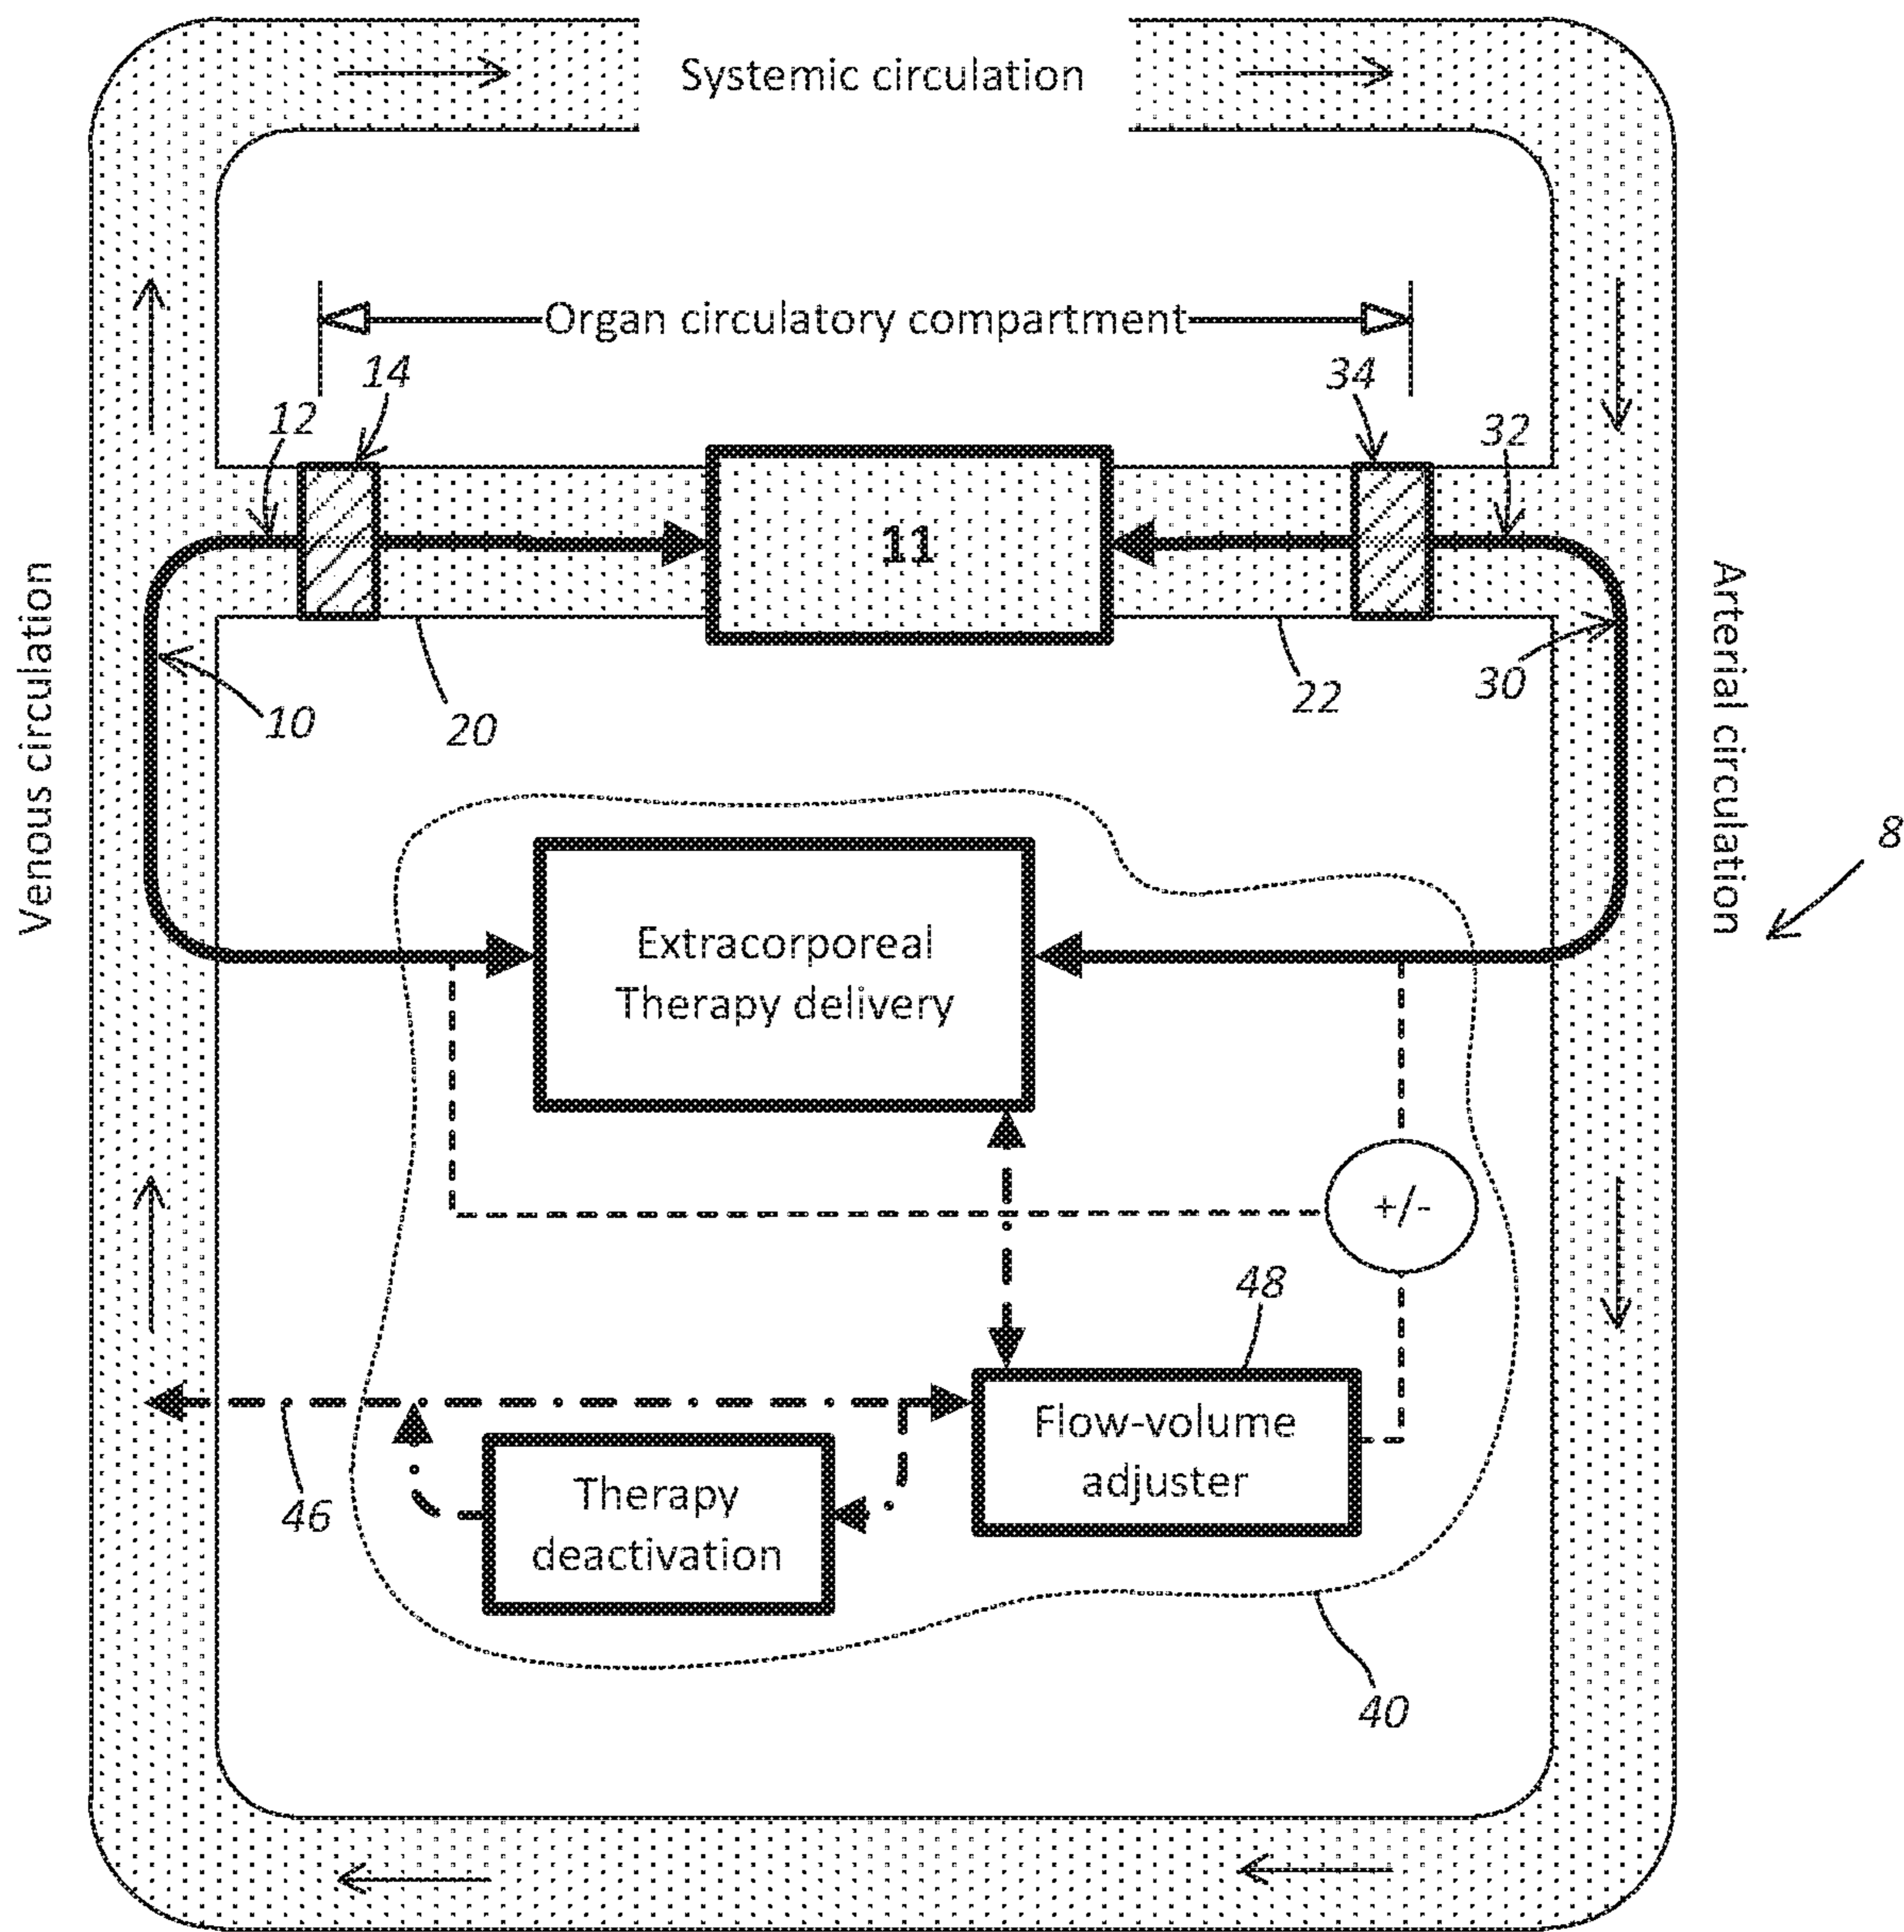 Systemic circulation
Organ circulatory compartment
14
34
12
32
11
Venous circulation
Arterial circulation
10
20
22
30
8
Extracorporeal
Therapy delivery
+/-
48
Flow-volume
adjuster
46
Therapy
deactivation
40